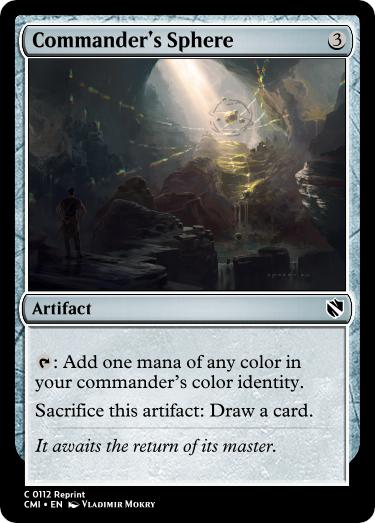 Commander's Sphere 3
Artifact
: Add one mana of any color in
your commander's color identity.
Sacrifice this artifact: Draw a card.
It awaits the return of its master.
C 0112 Reprint
CMI • EN Vladimir Mokry